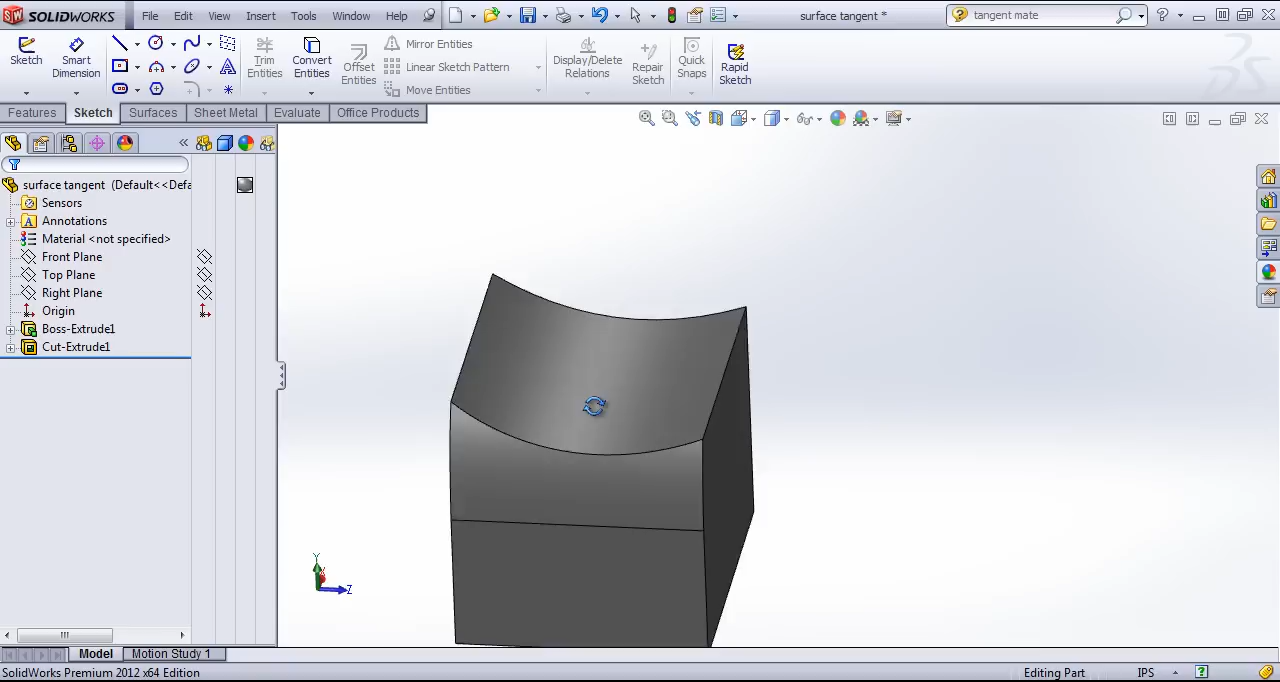 SOLIDWORKS File Edit View Insert Tools Window Help surface tangent * tangent mate
Sketch Smart Dimension Trim Entities Convert Entities Offset Entities Mirror Entities Linear Sketch Pattern Move Entities Display/Delete Relations Repair Sketch Quick Snaps Rapid Sketch
Features Sketch Surfaces Sheet Metal Evaluate Office Products
surface tangent (Default<<Defa
Sensors
Annotations
Material <not specified>
Front Plane
Top Plane
Right Plane
Origin
Boss-Extrude1
Cut-Extrude1
Y
X
Z
Model Motion Study 1
SolidWorks Premium 2012 x64 Edition Editing Part IPS